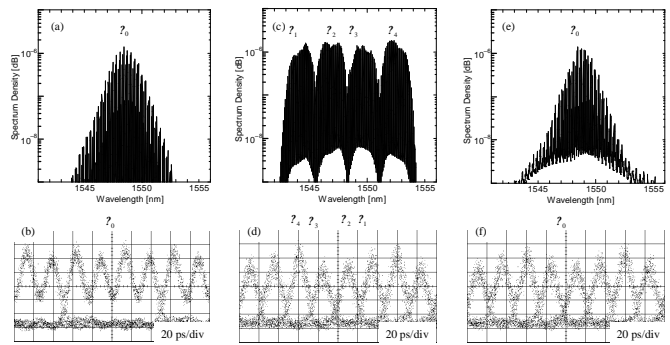 (a)
?0
10⁻⁶
10⁻⁸
Spectrum Density [dB]
1545 1550 1555
Wavelength [nm]
(c)
?1 ?2 ?3 ?4
10⁻⁶
10⁻⁸
Spectrum Density [dB]
1545 1550 1555
Wavelength [nm]
(e)
?0
10⁻⁶
10⁻⁸
Spectrum Density [dB]
1545 1550 1555
Wavelength [nm]
(b)
?0
20 ps/div
(d)
?4 ?3 ?2 ?1
20 ps/div
(f)
?0
20 ps/div